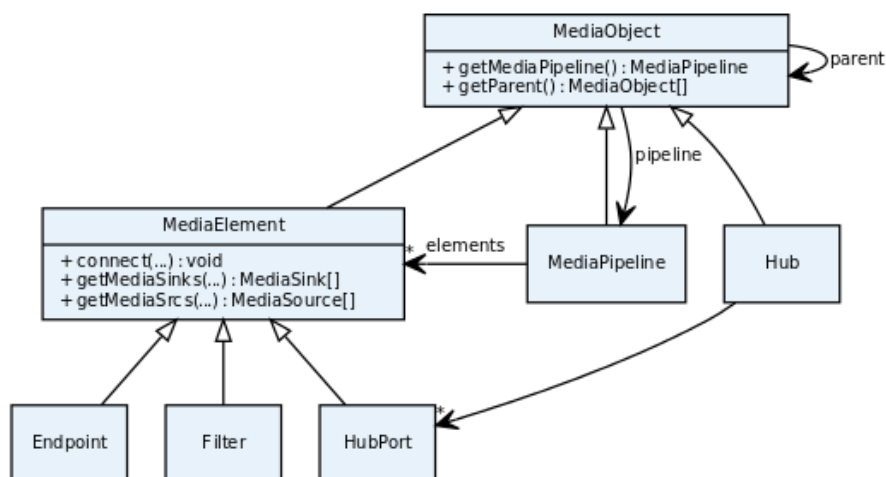 MediaObject
+ getMediaPipeline() : MediaPipeline
+ getParent() : MediaObject[]
parent
pipeline
MediaElement
+ connect(...) : void
+ getMediaSinks(...) : MediaSink[]
+ getMediaSrcs(...) : MediaSource[]
* elements
MediaPipeline
Hub
Endpoint
Filter
HubPort
*